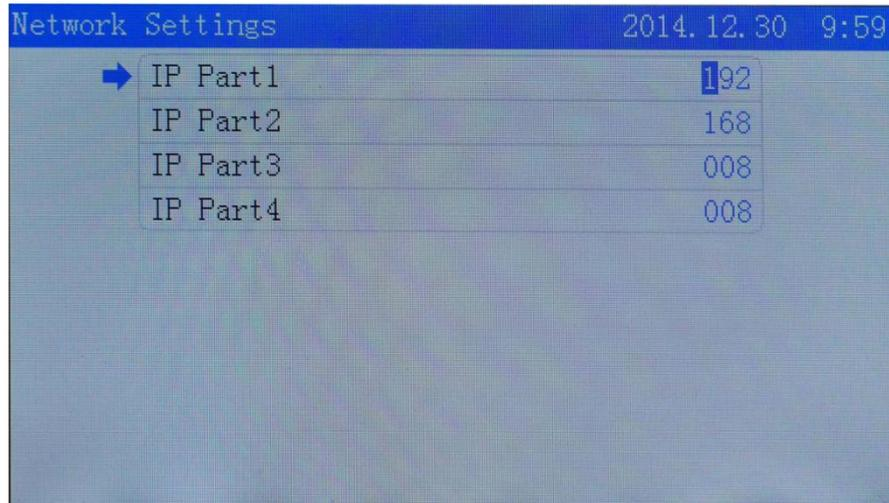 Network Settings 2014.12.30 9:59
IP Part1 192
IP Part2 168
IP Part3 008
IP Part4 008